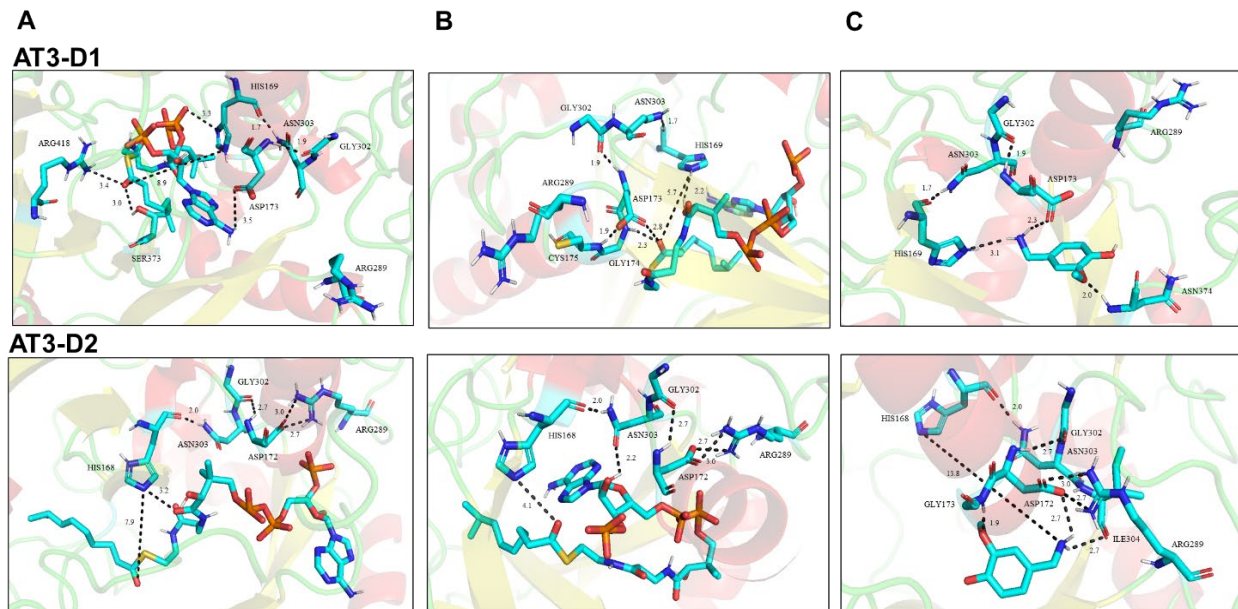 A B C
AT3-D1
HIS169
5.5
1.7
ASN303
1.9
GLY302
ARG418
3.4
8.9
3.0
ASP173
3.5
SER373
ARG289
GLY302
ASN303
1.7
HIS169
1.9
ARG289
5.7
2.2
ASP173
2.8
1.9
2.3
CYS175
GLY174
GLY302
ARG289
ASN303
1.9
1.7
ASP173
2.3
HIS169
3.1
2.0
ASN374
AT3-D2
GLY302
2.0
2.7
3.0
ASN303
2.7
ARG289
ASP172
HIS168
3.2
7.9
GLY302
2.0
HIS168
ASN303
2.7
2.7
ARG289
2.2
3.0
ASP172
4.1
HIS168
2.0
GLY302
2.7
ASN303
13.8
3.0
GLY173
ASP172
2.7
2.7
1.9
ILE304
2.7
ARG289